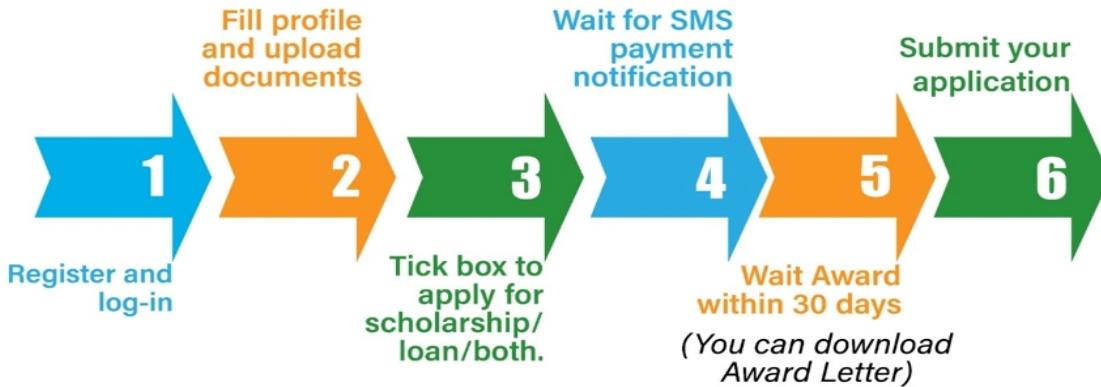 1
Register and
log-in
2
Fill profile
and upload
documents
3
Tick box to
apply for
scholarship/
loan/both.
4
Wait for SMS
payment
notification
5
Wait Award
within 30 days
(You can download
Award Letter)
6
Submit your
application